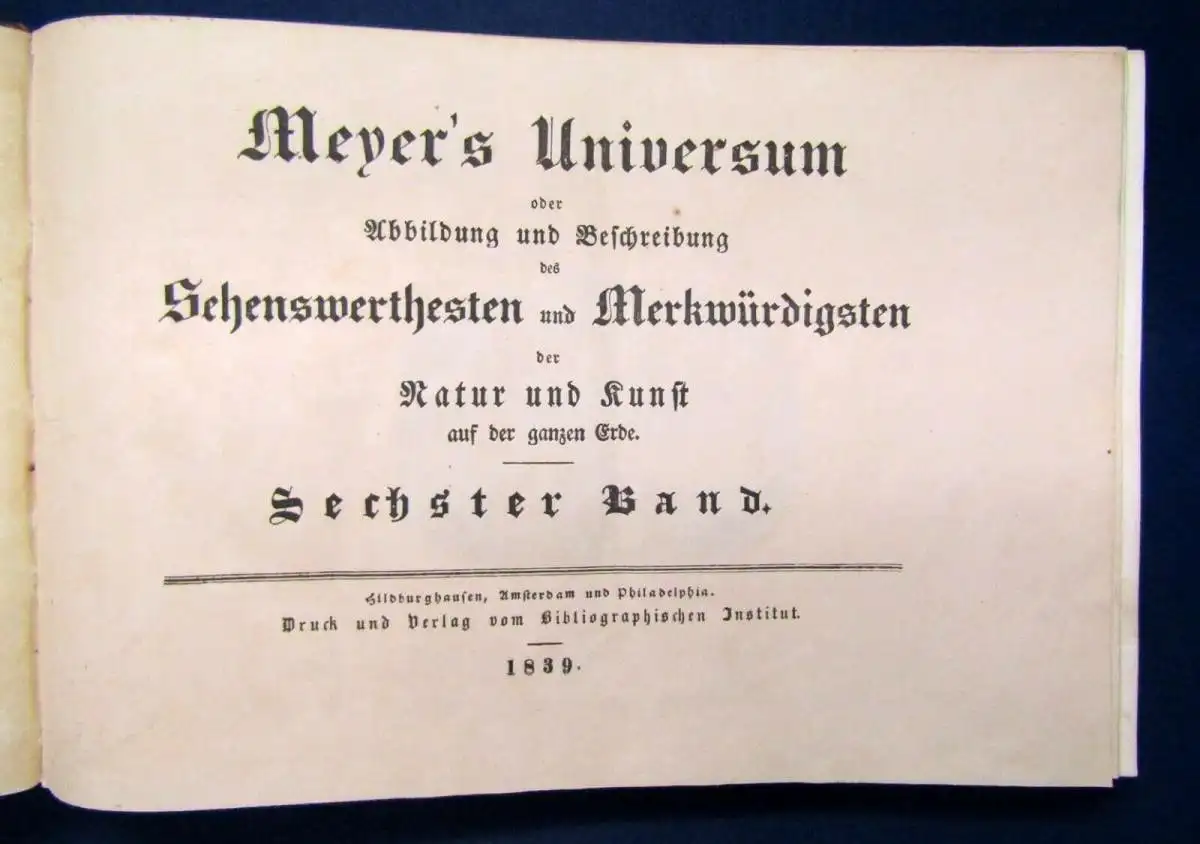 Meyer's Universum
oder
Abbildung und Beschreibung
des
Sehenswerthesten und Merkwürdigsten
der
Natur und Kunst
auf der ganzen Erde.
Sechster Band.
Hildburghausen, Amsterdam und Philadelphia.
Druck und Verlag vom Bibliographischen Institut.
1839.